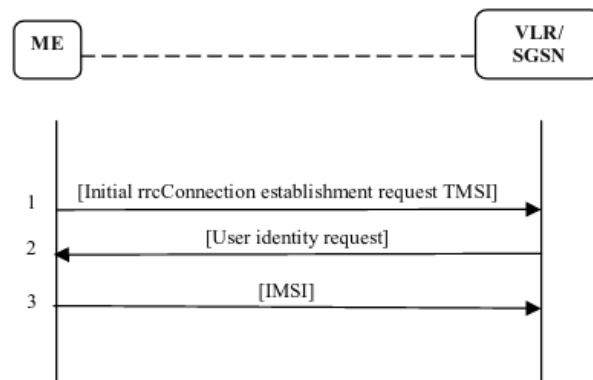 ME
VLR/
SGSN
1 [Initial rrcConnection establishment request TMSI]
2 [User identity request]
3 [IMSI]